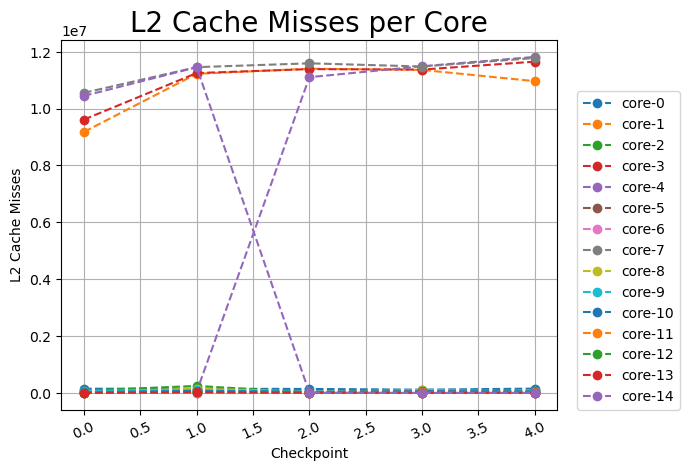 L2 Cache Misses per Core
1e7
1.2
1.0
0.8
0.6
0.4
0.2
0.0
L2 Cache Misses
0.0 0.5 1.0 1.5 2.0 2.5 3.0 3.5 4.0
Checkpoint
core-0
core-1
core-2
core-3
core-4
core-5
core-6
core-7
core-8
core-9
core-10
core-11
core-12
core-13
core-14